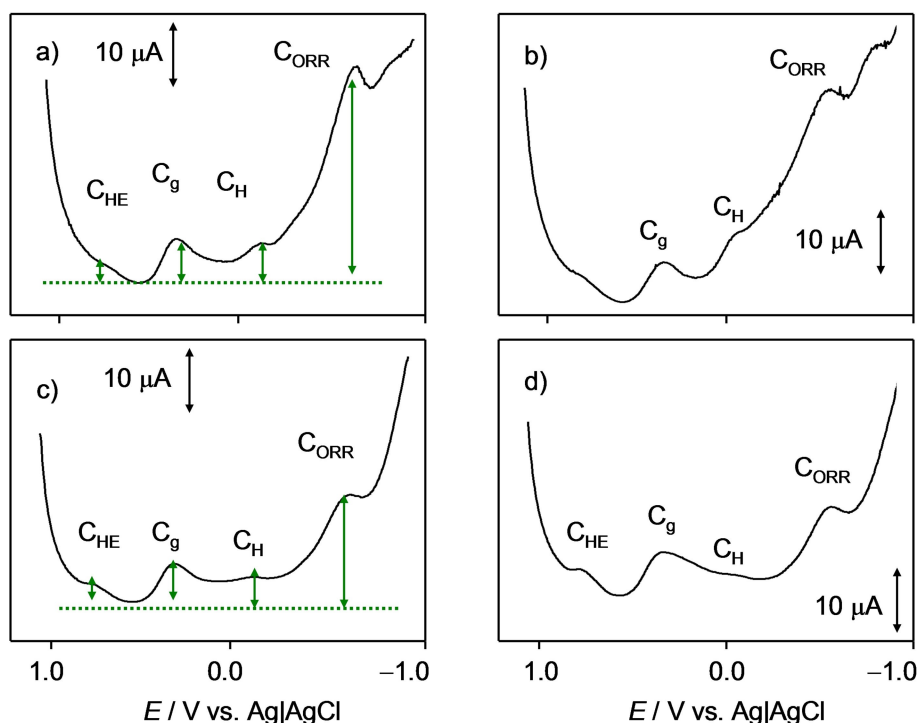 a)
10 μA
C_ORR
C_HE
C_g
C_H
b)
C_ORR
C_g
C_H
10 μA
c)
10 μA
C_ORR
C_HE
C_g
C_H
1.0 0.0 −1.0
E / V vs. Ag|AgCl
d)
C_ORR
C_g
C_HE
C_H
10 μA
1.0 0.0 −1.0
E / V vs. Ag|AgCl